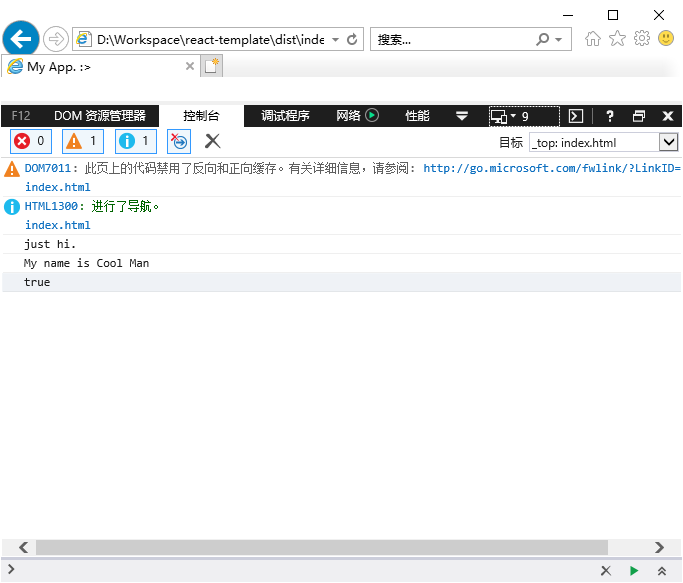 D:\Workspace\react-template\dist\inde
搜索...
My App. :>
F12 DOM 资源管理器 控制台 调试程序 网络 性能 9 ?
0 1 1 目标 _top: index.html
DOM7011: 此页上的代码禁用了反向和正向缓存。有关详细信息，请参阅: http://go.microsoft.com/fwlink/?LinkID=
index.html
HTML1300: 进行了导航。
index.html
just hi.
My name is Cool Man
true